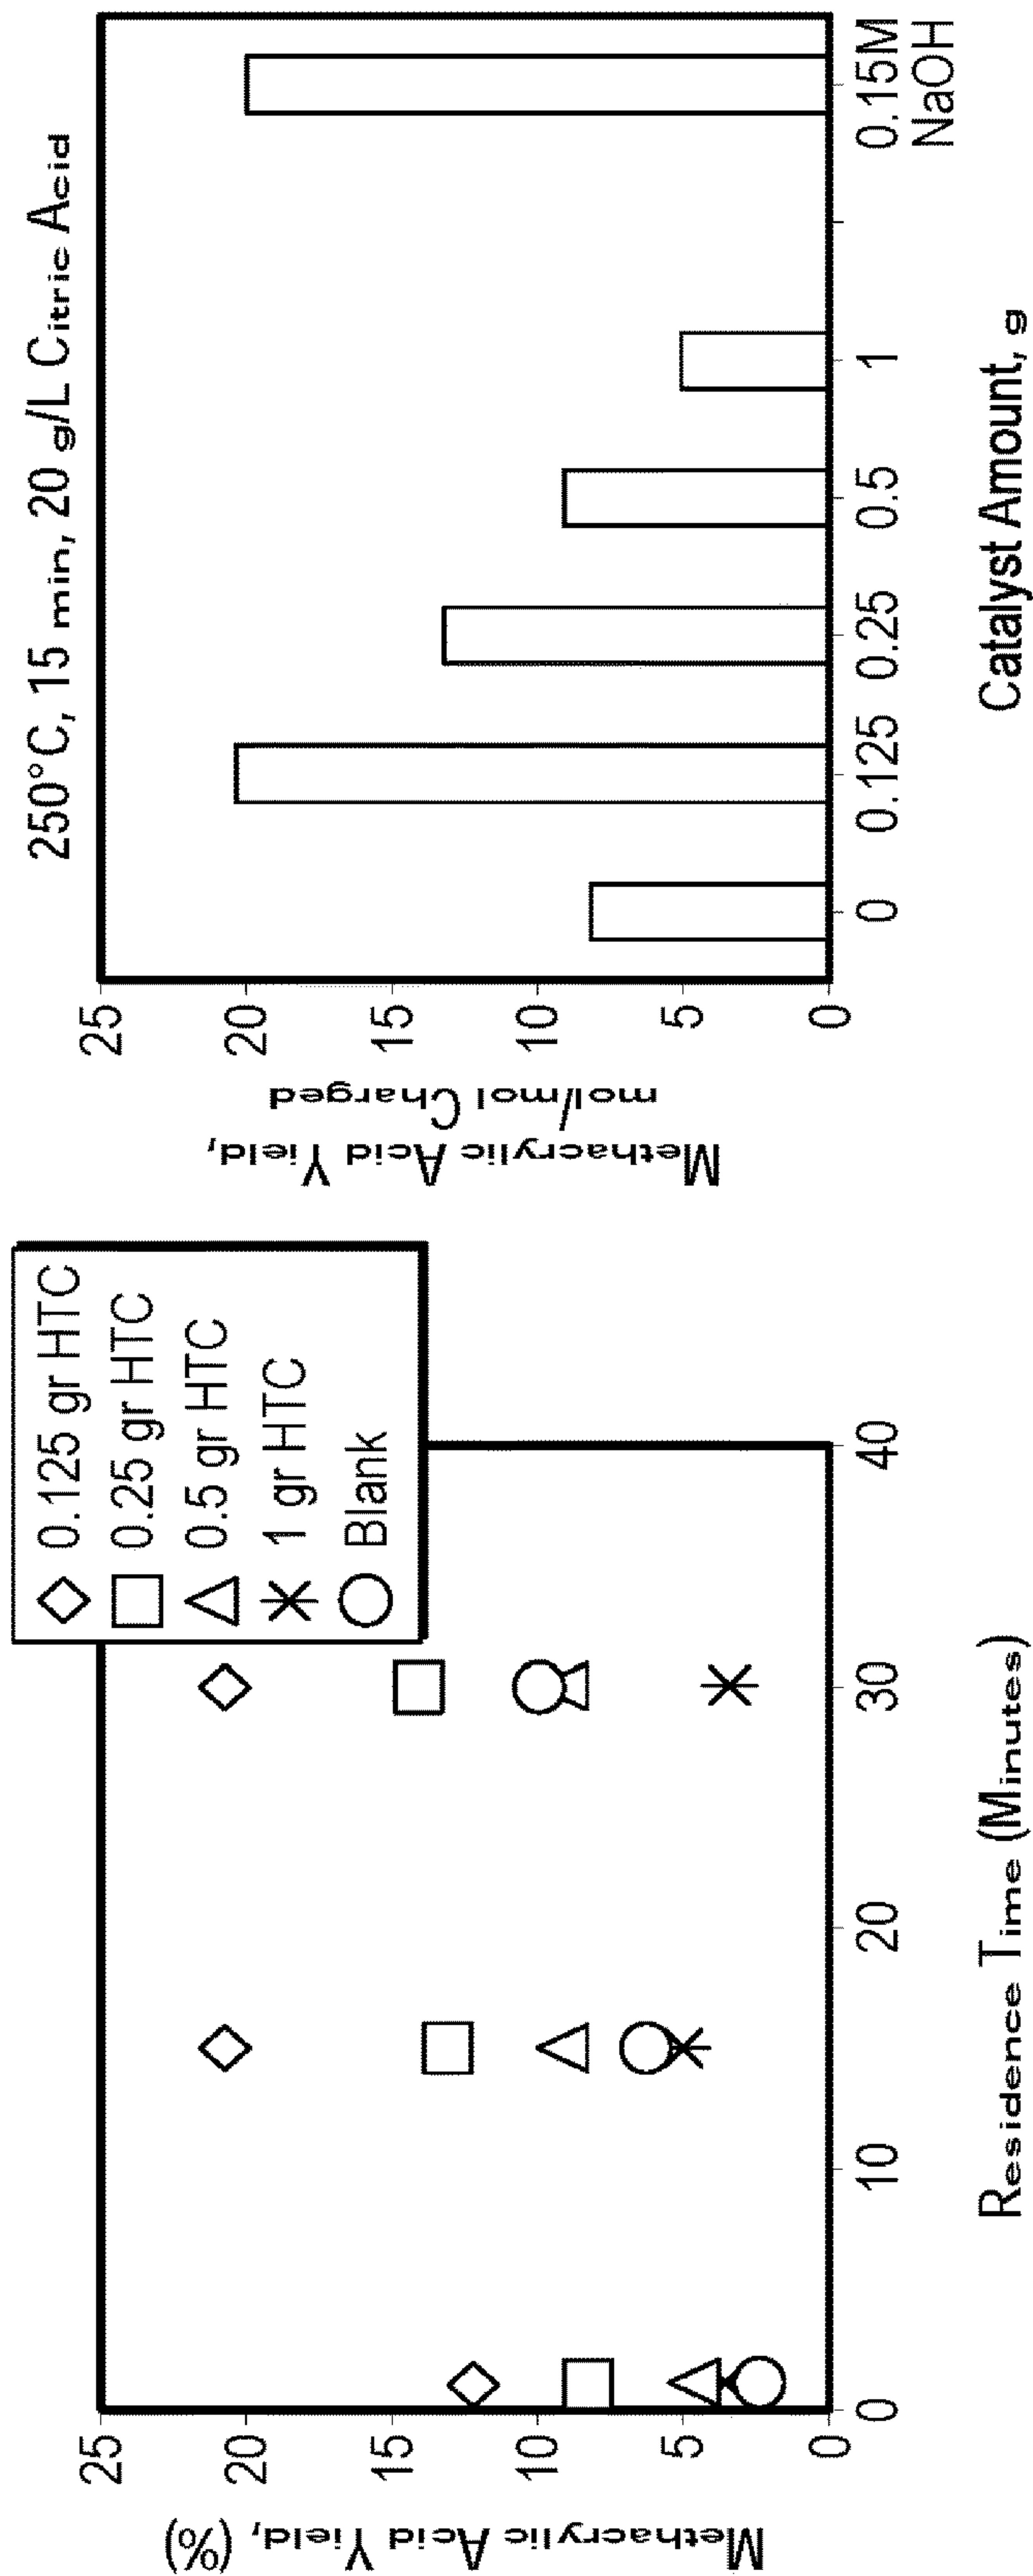 Methacrylic Acid Yield, (%)
25
20
15
10
5
0
0
10
20
30
40
Residence Time (Minutes)
0.125 gr HTC
0.25 gr HTC
0.5 gr HTC
1 gr HTC
Blank
250°C, 15 min, 20 g/L Citric Acid
Methacrylic Acid Yield,
mol/mol Charged
25
20
15
10
5
0
0
0.125
0.25
0.5
1
0.15M
NaOH
Catalyst Amount, g